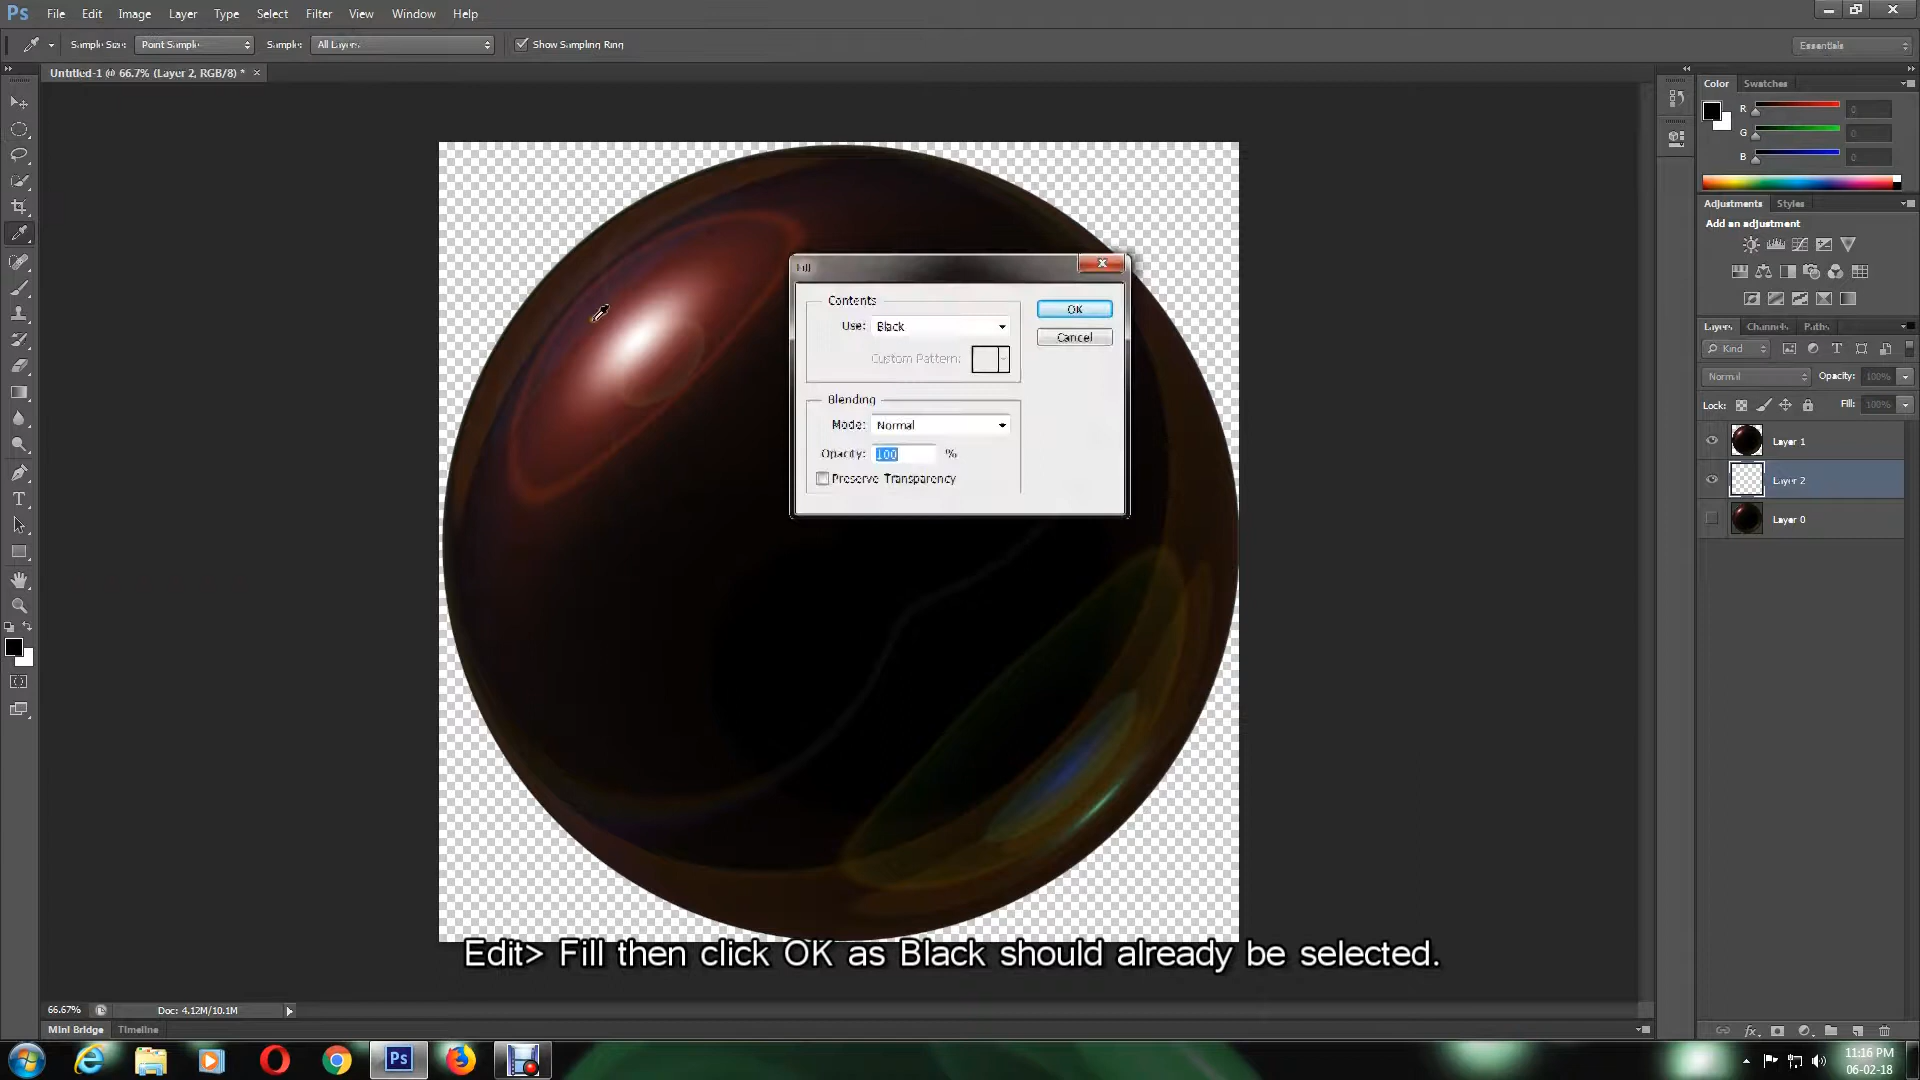 Ps File Edit Image Layer Type Select Filter View Window Help
Sample Size: Point Sample Sample: All Layers Show Sampling Ring Essentials
Untitled-1 @ 66.7% (Layer 2, RGB/8) * ×
Color Swatches
R 0
G 0
B 0
Adjustments Styles
Add an adjustment
Layers Channels Paths
Kind
Normal Opacity: 100%
Lock: Fill: 100%
Layer 1
Layer 2
Layer 0
Fill
Contents
Use: Black
Custom Pattern:
OK
Cancel
Blending
Mode: Normal
Opacity: 100 %
Preserve Transparency
Edit> Fill then click OK as Black should already be selected.
66.67% Doc: 4.12M/10.1M
Mini Bridge Timeline
Ps
11:16 PM
06-02-18